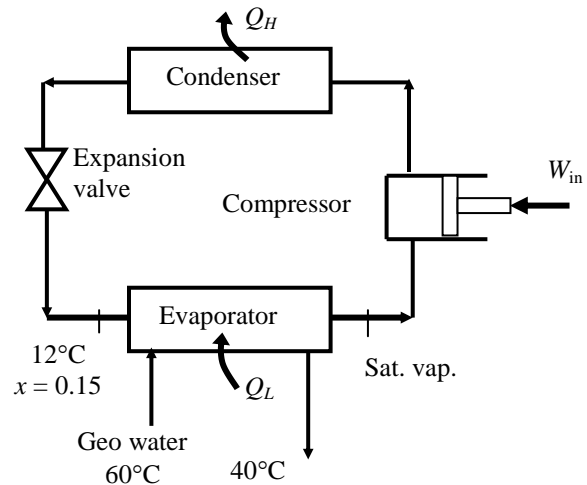 Q_H
Condenser
Expansion
valve
W_in
Compressor
Evaporator
12°C
x = 0.15
Q_L
Sat. vap.
Geo water
60°C
40°C